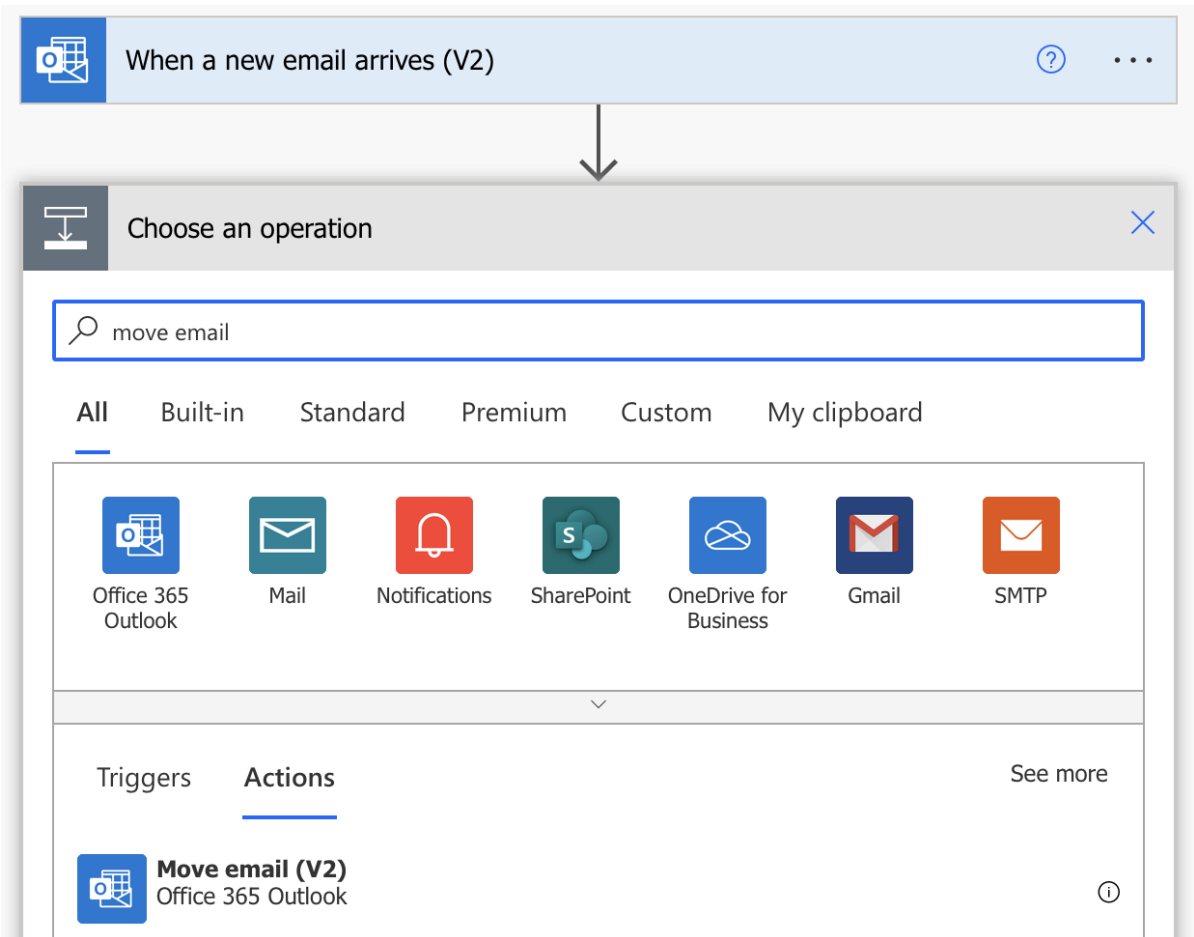 When a new email arrives (V2)
Choose an operation
move email
All Built-in Standard Premium Custom My clipboard
Office 365 Outlook
Mail
Notifications
SharePoint
OneDrive for Business
Gmail
SMTP
Triggers Actions See more
Move email (V2)
Office 365 Outlook